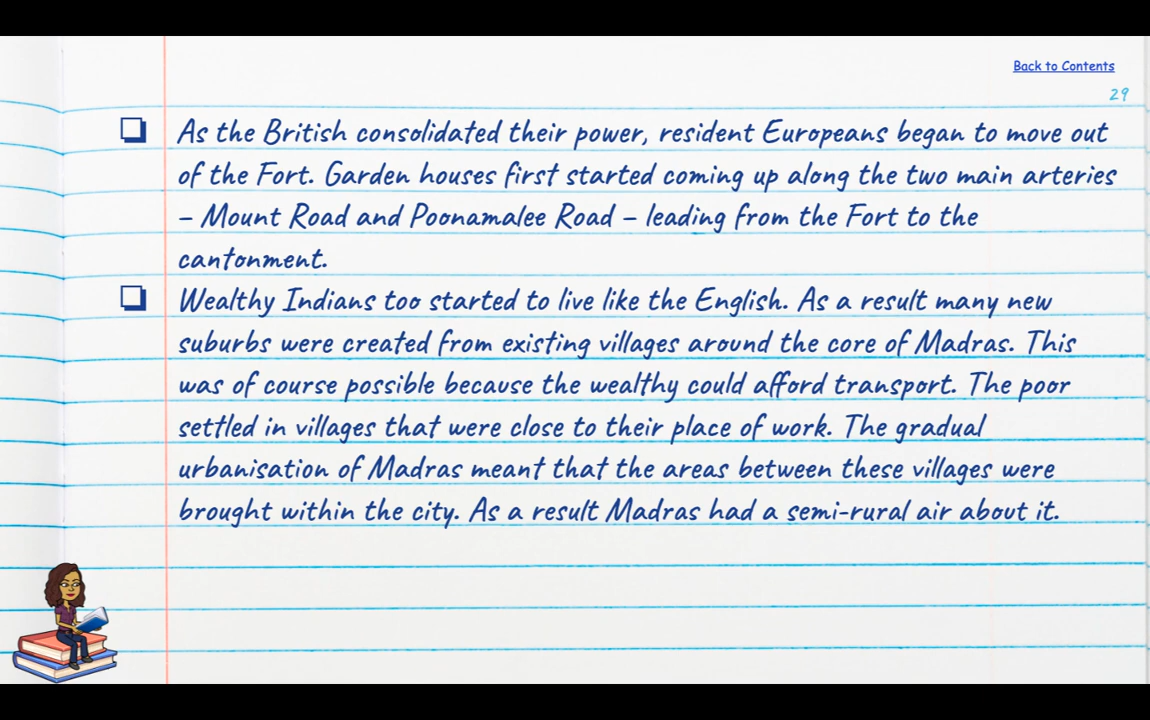 Back to Contents
29
❑ As the British consolidated their power, resident Europeans began to move out
of the Fort. Garden houses first started coming up along the two main arteries
– Mount Road and Poonamalee Road – leading from the Fort to the
cantonment.
❑ Wealthy Indians too started to live like the English. As a result many new
suburbs were created from existing villages around the core of Madras. This
was of course possible because the wealthy could afford transport. The poor
settled in villages that were close to their place of work. The gradual
urbanisation of Madras meant that the areas between these villages were
brought within the city. As a result Madras had a semi-rural air about it.